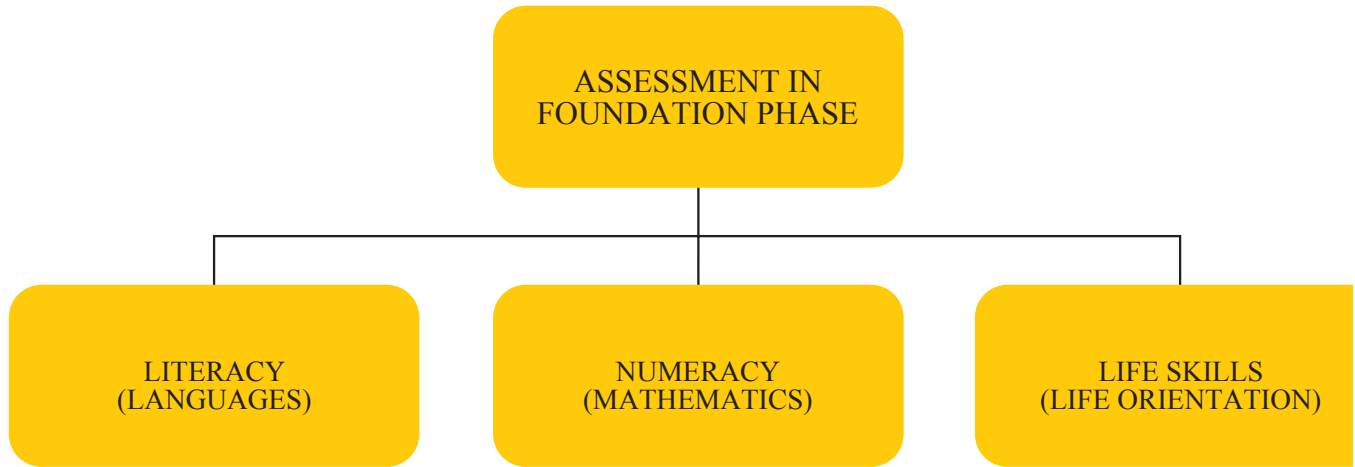 ASSESSMENT IN
FOUNDATION PHASE
LITERACY
(LANGUAGES)
NUMERACY
(MATHEMATICS)
LIFE SKILLS
(LIFE ORIENTATION)